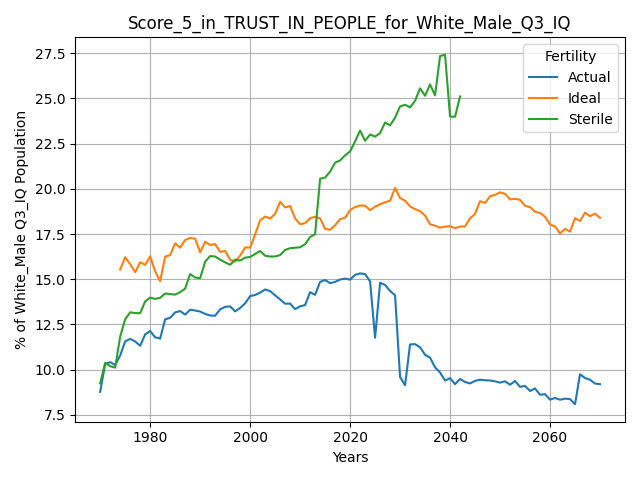 Score_5_in_TRUST_IN_PEOPLE_for_White_Male_Q3_IQ
% of White_Male Q3_IQ Population
27.5
25.0
22.5
20.0
17.5
15.0
12.5
10.0
7.5
Fertility
Actual
Ideal
Sterile
1980
2000
2020
2040
2060
Years